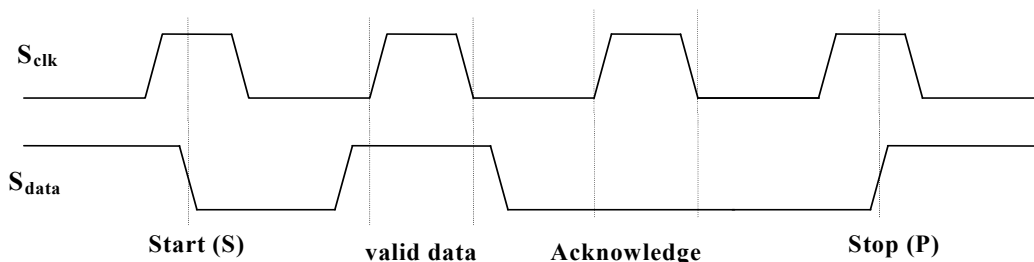 S_clk
S_data
Start (S)
valid data
Acknowledge
Stop (P)